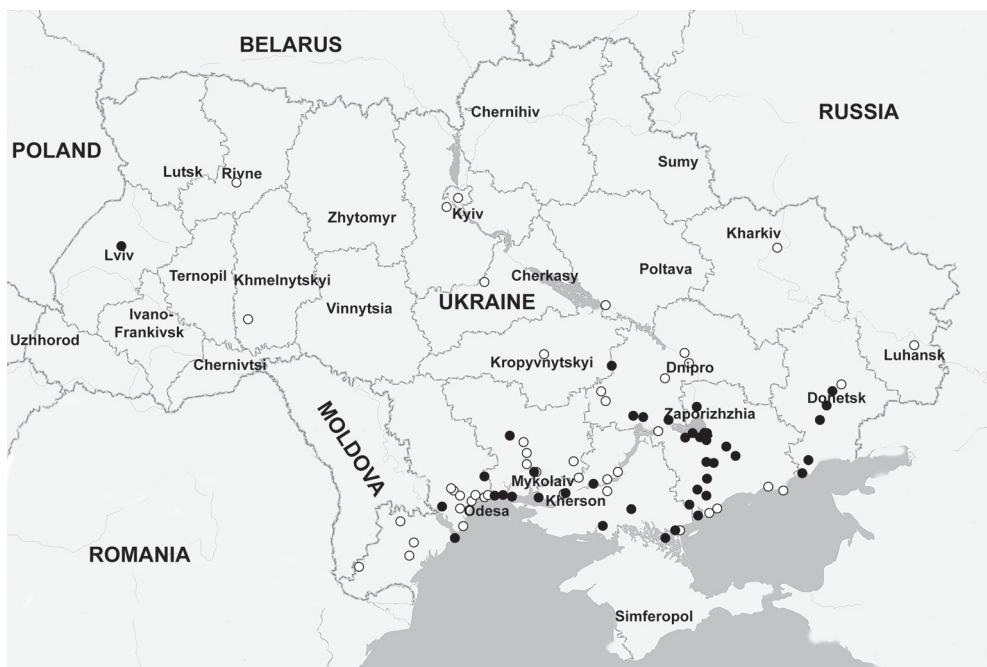 BELARUS
Chernihiv
RUSSIA
POLAND
Sumy
Lutsk
Rivne
Zhytomyr
Kyiv
Kharkiv
Lviv
Ternopil
Khmelnytskyi
Cherkasy
Poltava
UKRAINE
Vinnytsia
Ivano-
Frankivsk
Uzhhorod
Chernivtsi
Kropyvnytskyi
Dnipro
Luhansk
Donetsk
Zaporizhzhia
MOLDOVA
Mykolaiv
Kherson
Odesa
ROMANIA
Simferopol